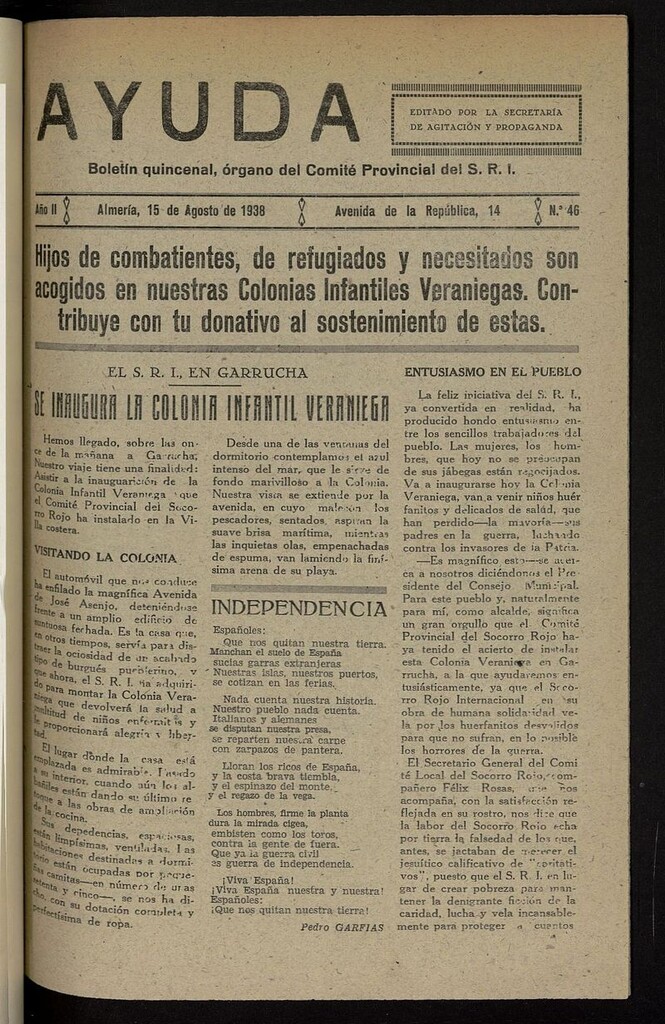 AYUDA
EDITADO POR LA SECRETARÍA
DE AGITACIÓN Y PROPAGANDA
Boletín quincenal, órgano del Comité Provincial del S. R. I.
Año II
Almería, 15 de Agosto de 1938
Avenida de la República, 14
N.º 46
Hijos de combatientes, de refugiados y necesitados son
acogidos en nuestras Colonias Infantiles Veraniegas. Con-
tribuye con tu donativo al sostenimiento de estas.
EL S. R. I., EN GARRUCHA
SE INAUGURA LA COLONIA INFANTIL VERANIEGA
Hemos llegado, sobre las on-
ce de la mañana a Garrucha;
Nuestro viaje tiene una finalidad:
Asistir a la inauguración de la
Colonia Infantil Veraniega que
el Comité Provincial del Soco-
rro Rojo ha instalado en la Vi-
lla costera.
VISITANDO LA COLONIA
El automóvil que nos conduce
ha enfilado la magnífica Avenida
de José Asenjo, deteniéndose
frente a un amplio edificio de
suntuosa fechada. Es la casa que,
en otros tiempos, servía para dis-
traer la ociosidad de un acabado
tipo de burgués pueblerino, y
que ahora, el S. R. I. ha adquiri-
do para montar la Colonia Vera-
niega que devolverá la salud a
multitud de niños enfermitos y
proporcionará alegría y liber-
tad.
El lugar donde la casa está
emplazada es admirable. Pasado
a su interior, cuando aún los al-
bañiles están dando su último re
toque a las obras de ampliación
de la cocina.
Sus depedencias, espaciosas,
están limpísimas, ventiladas. Las
habitaciones destinadas a dormi-
torio están ocupadas por peque-
ñas camitas—en número de unas
setenta y cinco—, se nos ha di-
cho, con su dotación completa y
perfectísima de ropa.
Desde una de las ventanas del
dormitorio contemplamos el azul
intenso del mar, que le sirve de
fondo marivilloso a la Colonia.
Nuestra vista se extiende por la
avenida, en cuyo malecón los
pescadores, sentados, aspiran la
suave brisa marítima, mientras
las inquietas olas, empenachadas
de espuma, van lamiendo la finí-
sima arena de su playa.
INDEPENDENCIA
Españoles:
Que nos quitan nuestra tierra.
Manchan el suelo de España
sucias garras extranjeras
Nuestras islas, nuestros puertos,
se cotizan en las ferias.
Nada cuenta nuestra historia.
Nuestro pueblo nada cuenta.
Italianos y alemanes
se disputan nuestra presa,
se reparten nuestra carne
con zarpazos de pantera.
Lloran los ricos de España,
y la costa brava tiembla,
y el espinazo del monte,
y el regazo de la vega.
Los hombres, firme la planta
dura la mirada cigea,
embisten como los toros,
contra la gente de fuera.
Que ya la guerra civil
es guerra de independencia.
¡Viva España!
¡Viva España nuestra y nuestra!
Españoles:
¡Que nos quitan nuestra tierra!
Pedro GARFIAS
ENTUSIASMO EN EL PUEBLO
La feliz iniciativa del S. R. I.,
ya convertida en realidad, ha
producido hondo entusiasmo en-
tre los sencillos trabajadores del
pueblo. Las mujeres, los hom-
bres, que hoy no se preocupan
de sus jábegas están regocijados.
Va a inaugurarse hoy la Colonia
Veraniega, van a venir niños huér
fanitos y delicados de salud, que
han perdido—la mayoría—sus
padres en la guerra, luchando
contra los invasores de la Patria.
—Es magnífico esto—se acer-
ca a nosotros diciéndonos el Pre
sidente del Consejo Municipal.
Para este pueblo y, naturalmente
para mí, como alcalde, significa
un gran orgullo que el Comité
Provincial del Socorro Rojo ha-
ya tenido el acierto de instalar
esta Colonia Veraniega en Ga-
rrucha, a la que ayudaremos en-
tusiásticamente, ya que el Soco-
rro Rojo Internacional en su
obra de humana solidaridad ve-
la por los huerfanitos desvalidos
para que no sufran, en lo posible
los horrores de la guerra.
El Secretario General del Comi
té Local del Socorro Rojo, com-
pañero Félix Rosas, que nos
acompaña, con la satisfacción re-
flejada en su rostro, nos dice que
la labor del Socorro Rojo echa
por tierra la falsedad de los que,
antes, se jactaban de merecer el
jesuítico calificativo de "caritati-
vos", puesto que el S. R. I. en lu-
gar de crear pobreza para man-
tener la denigrante ficción de la
caridad, lucha y vela incansable-
mente para proteger a cuantos